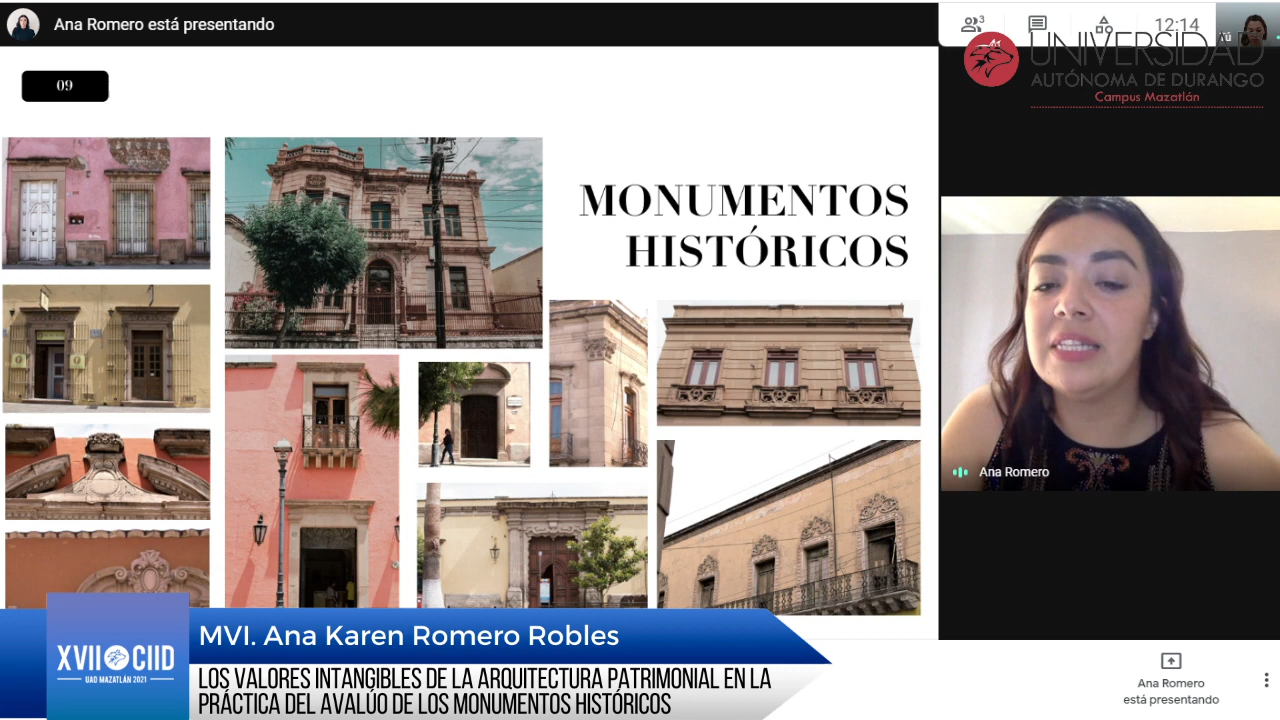 Ana Romero está presentando
3
12:14
Tú
UNIVERSIDAD
AUTÓNOMA DE DURANGO
Campus Mazatlán
09
MONUMENTOS
HISTÓRICOS
Ana Romero
MVI. Ana Karen Romero Robles
XVII CIID
UAD MAZATLÁN 2021
LOS VALORES INTANGIBLES DE LA ARQUITECTURA PATRIMONIAL EN LA
PRÁCTICA DEL AVALÚO DE LOS MONUMENTOS HISTÓRICOS
Ana Romero
está presentando